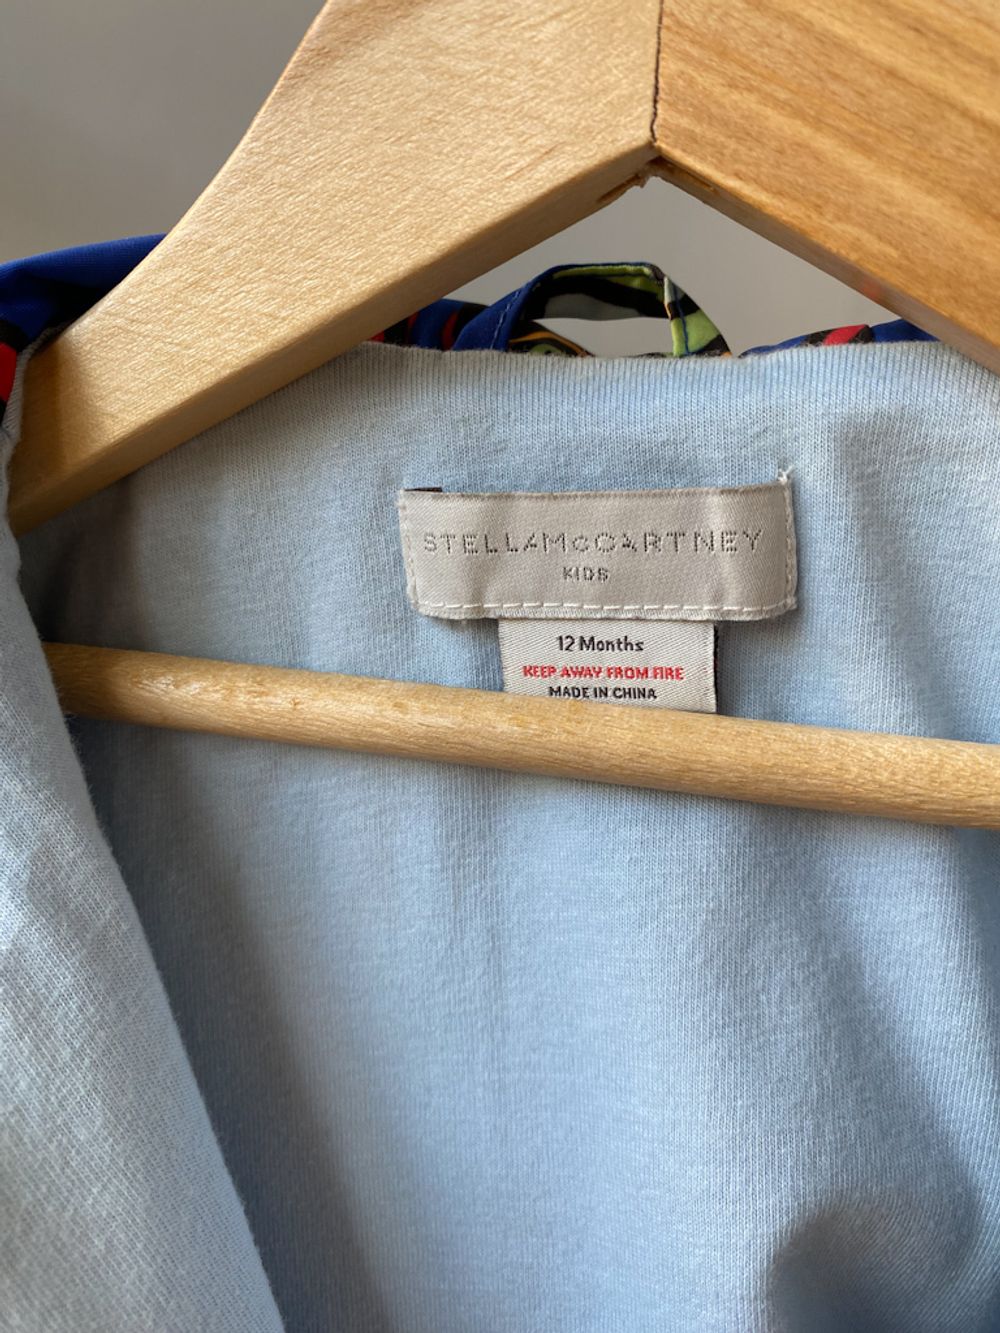 STELLAMcCARTNEY
KIDS
12 Months
KEEP AWAY FROM FIRE
MADE IN CHINA